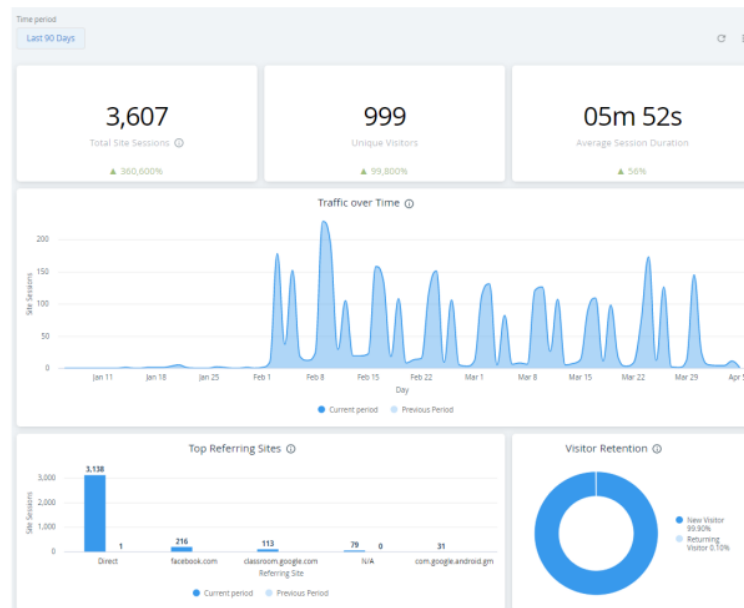 Time period
Last 90 Days
3,607
Total Site Sessions
▲ 360,600%
999
Unique Visitors
▲ 99,800%
05m 52s
Average Session Duration
▲ 56%
Traffic over Time
Site Sessions
200
150
100
50
0
Jan 11 Jan 18 Jan 25 Feb 1 Feb 8 Feb 15 Feb 22 Mar 1 Mar 8 Mar 15 Mar 22 Mar 29 Apr
Day
Current period Previous Period
Top Referring Sites
Site Sessions
3,000
2,000
1,000
0
3,138 1 216 113 79 0 31
Direct facebook.com classroom.google.com N/A com.google.android.gm
Referring Site
Current period Previous Period
Visitor Retention
New Visitor
99.90%
Returning
Visitor 0.10%